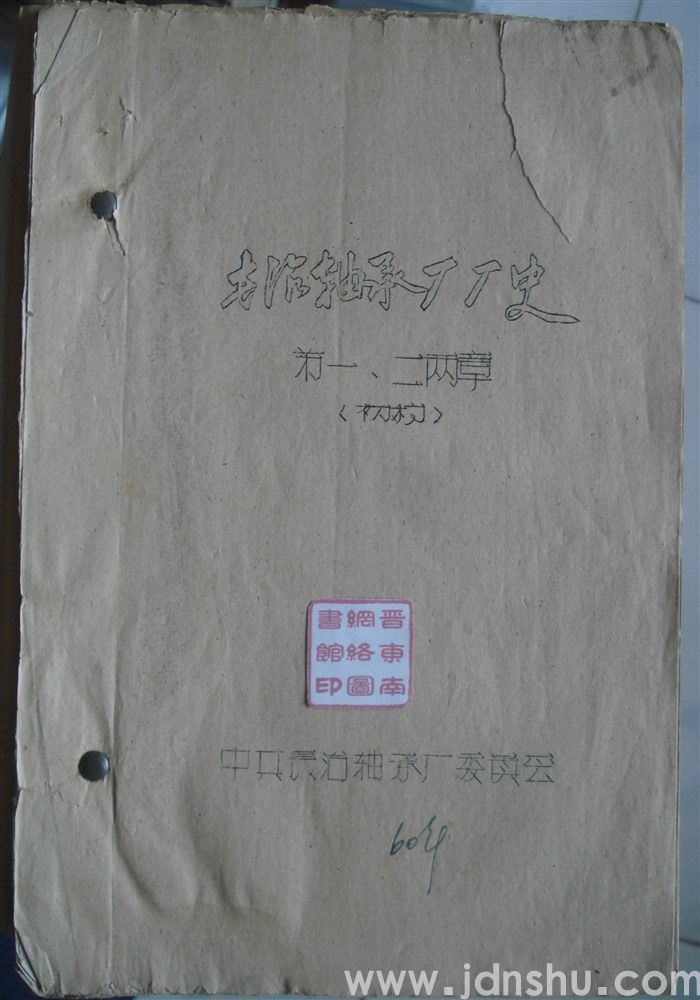 长治轴承厂厂史
第一、二两章
（初稿）
晋東南
網絡圖
書館印
中共长治轴承厂委员会
60年
www.jdnshu.com